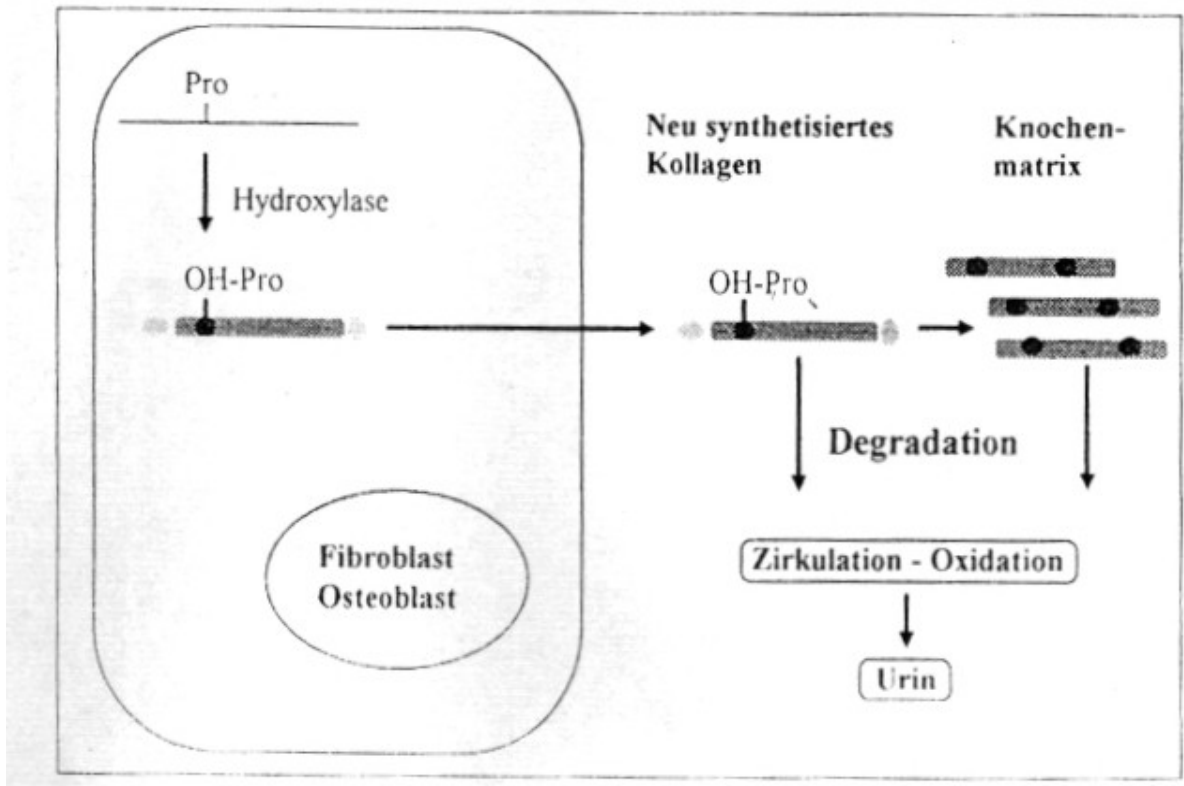 Pro
Hydroxylase
OH-Pro
Fibroblast
Osteoblast
Neu synthetisiertes
Kollagen
Knochen-
matrix
OH-Pro
Degradation
Zirkulation - Oxidation
Urin